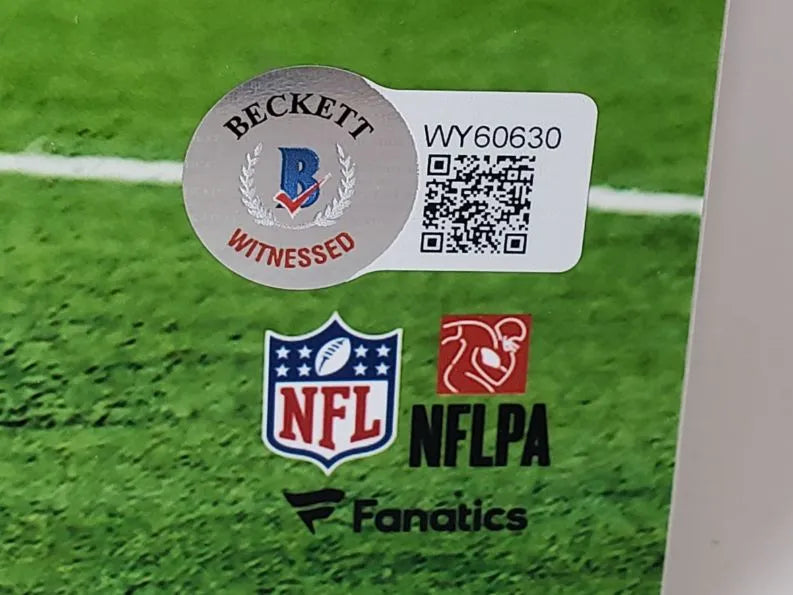 BECKETT
B
WITNESSED
WY60630
NFL
NFLPA
Fanatics